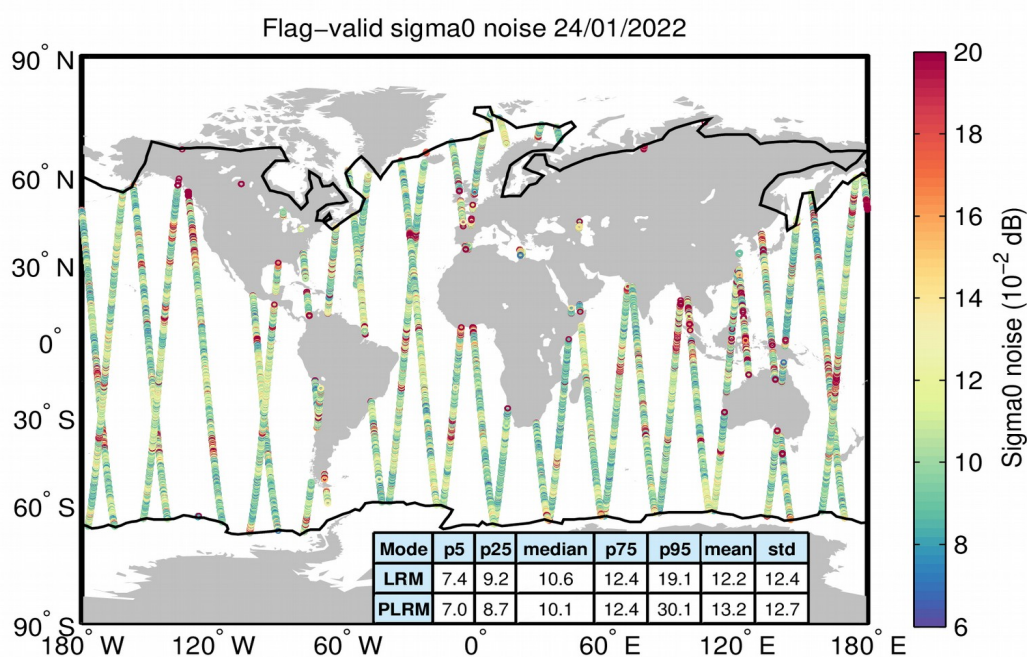 Flag−valid sigma0 noise 24/01/2022
90° N
60° N
30° N
0°
30° S
60° S
90° S
180° W
120° W
60° W
0°
60° E
120° E
180° E
Mode p5 p25 median p75 p95 mean std
LRM 7.4 9.2 10.6 12.4 19.1 12.2 12.4
PLRM 7.0 8.7 10.1 12.4 30.1 13.2 12.7
20
18
16
14
12
10
8
6
Sigma0 noise (10⁻² dB)